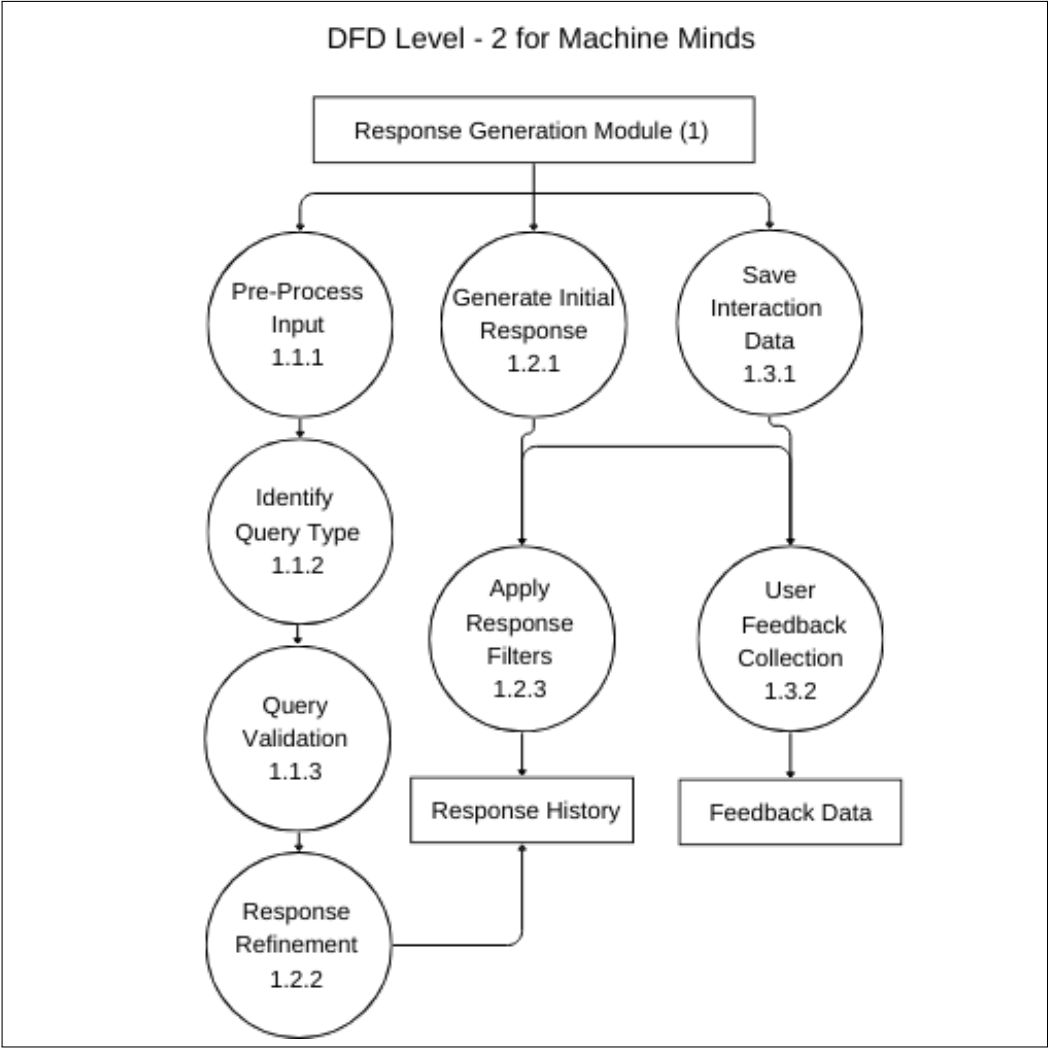 DFD Level - 2 for Machine Minds
Response Generation Module (1)
Pre-Process
Input
1.1.1
Generate Initial
Response
1.2.1
Save
Interaction
Data
1.3.1
Identify
Query Type
1.1.2
Apply
Response
Filters
1.2.3
User
Feedback
Collection
1.3.2
Query
Validation
1.1.3
Response History
Feedback Data
Response
Refinement
1.2.2